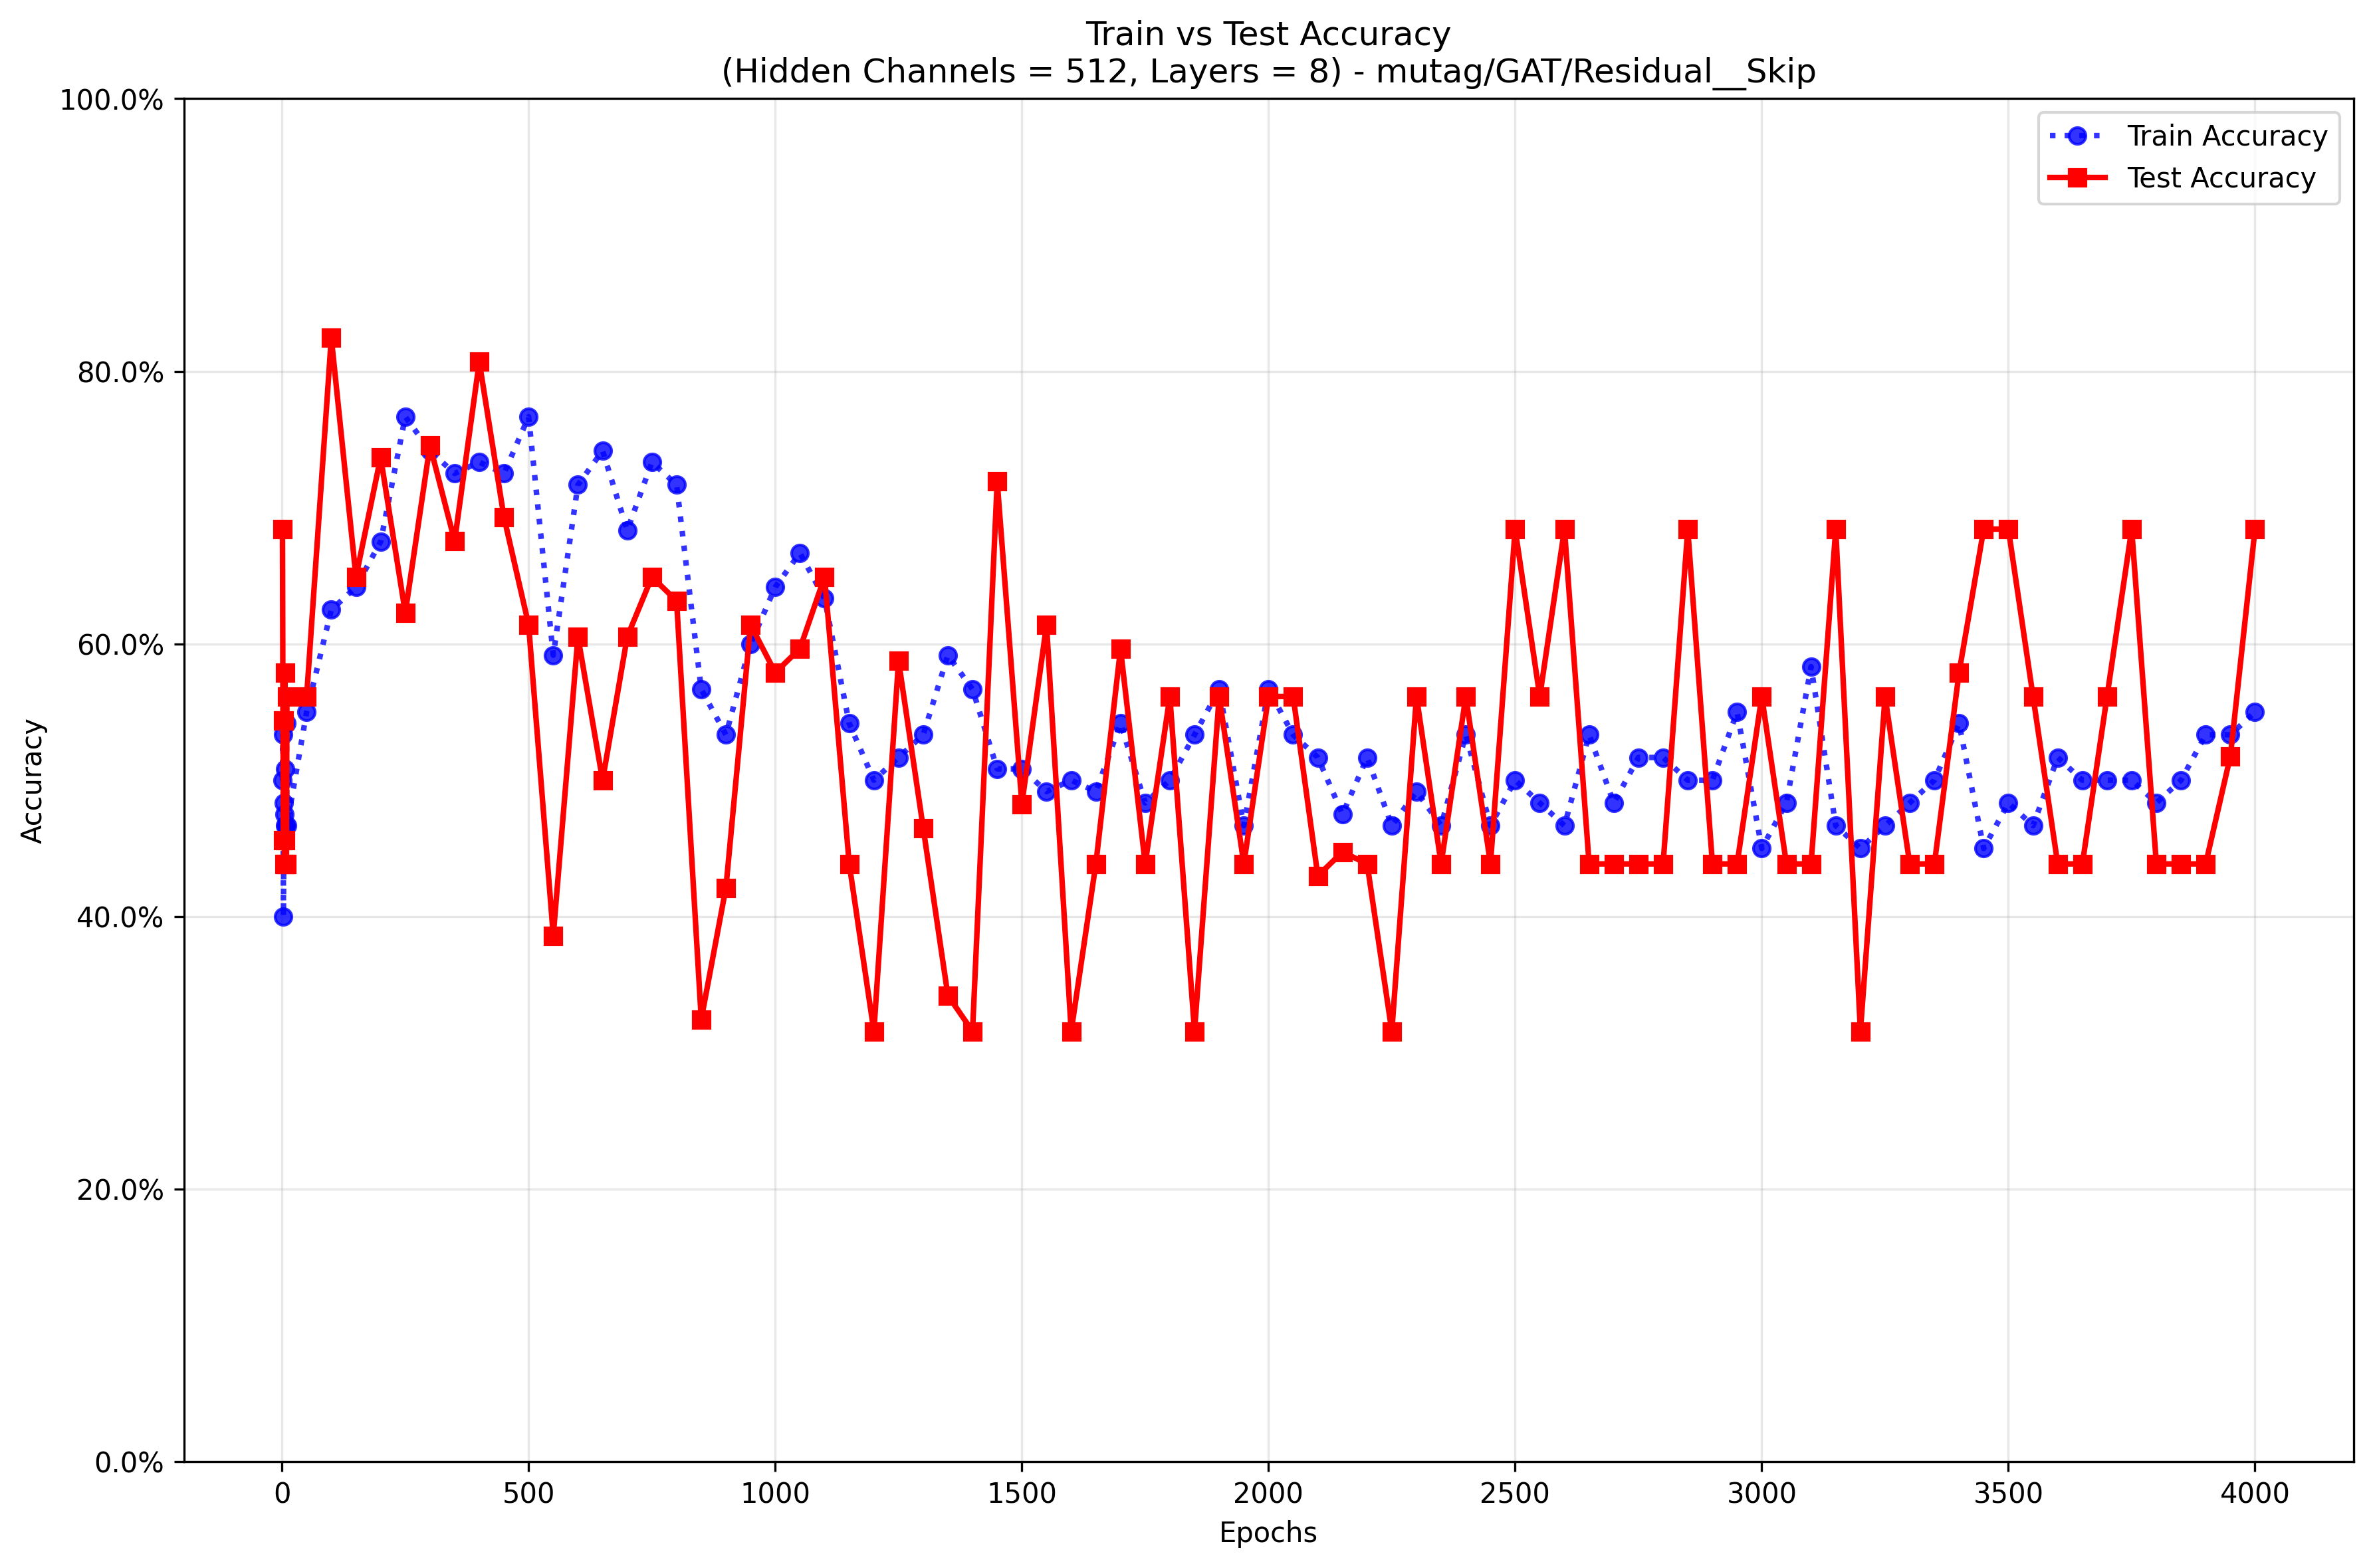 Train vs Test Accuracy
(Hidden Channels = 512, Layers = 8) - mutag/GAT/Residual__Skip
100.0%
80.0%
60.0%
40.0%
20.0%
0.0%
Accuracy
Train Accuracy
Test Accuracy
0 500 1000 1500 2000 2500 3000 3500 4000
Epochs